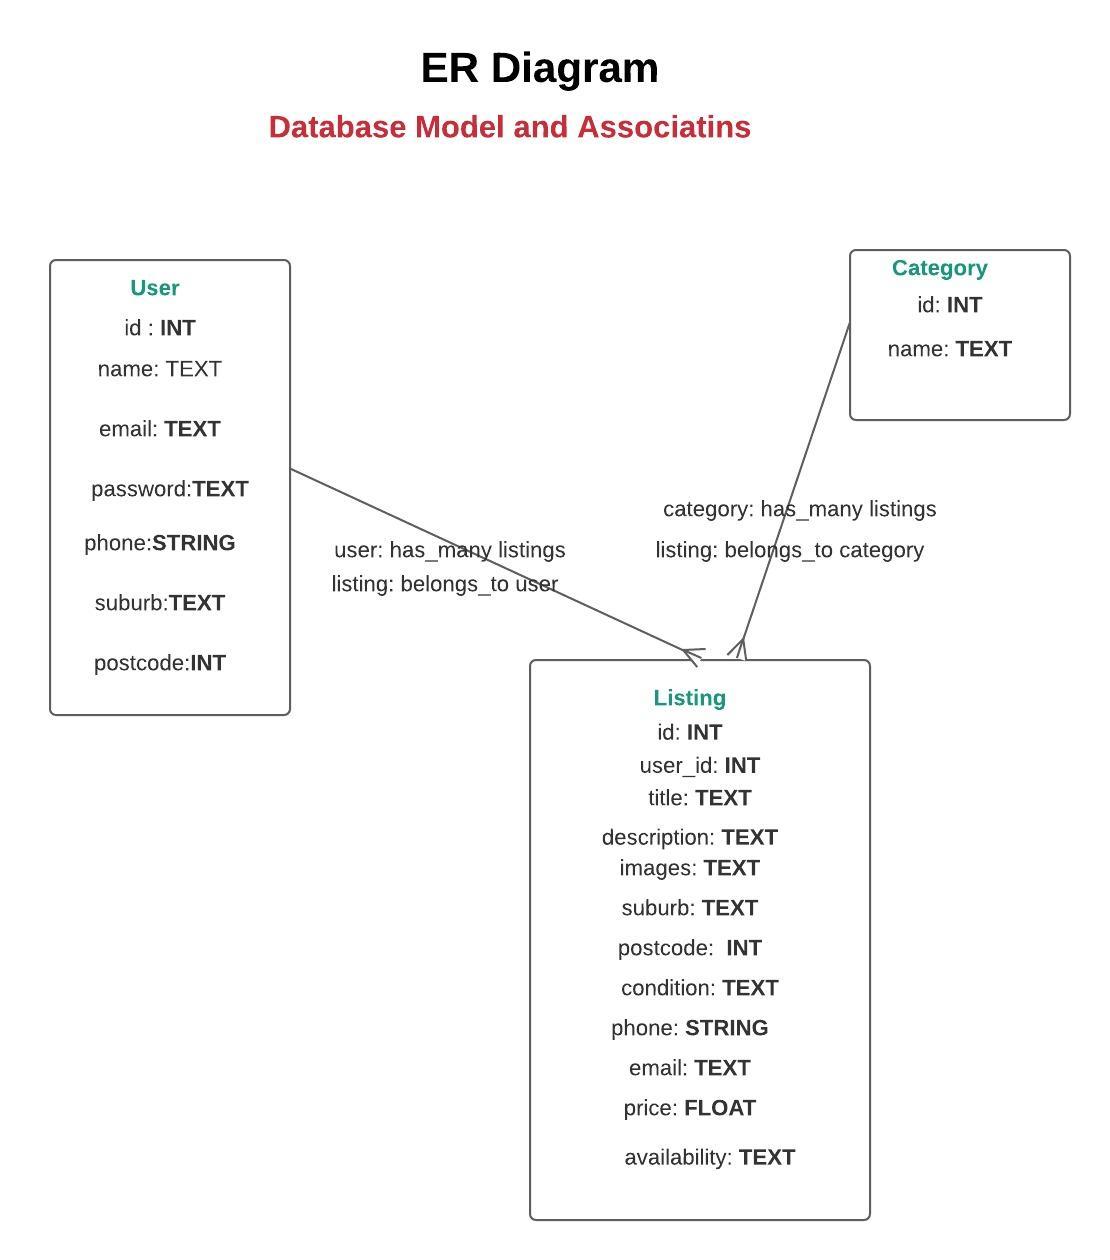 ER Diagram
Database Model and Associatins
User
id : INT
name: TEXT
email: TEXT
password:TEXT
phone:STRING
suburb:TEXT
postcode:INT
Category
id: INT
name: TEXT
user: has_many listings
listing: belongs_to user
category: has_many listings
listing: belongs_to category
Listing
id: INT
user_id: INT
title: TEXT
description: TEXT
images: TEXT
suburb: TEXT
postcode:  INT
condition: TEXT
phone: STRING
email: TEXT
price: FLOAT
availability: TEXT